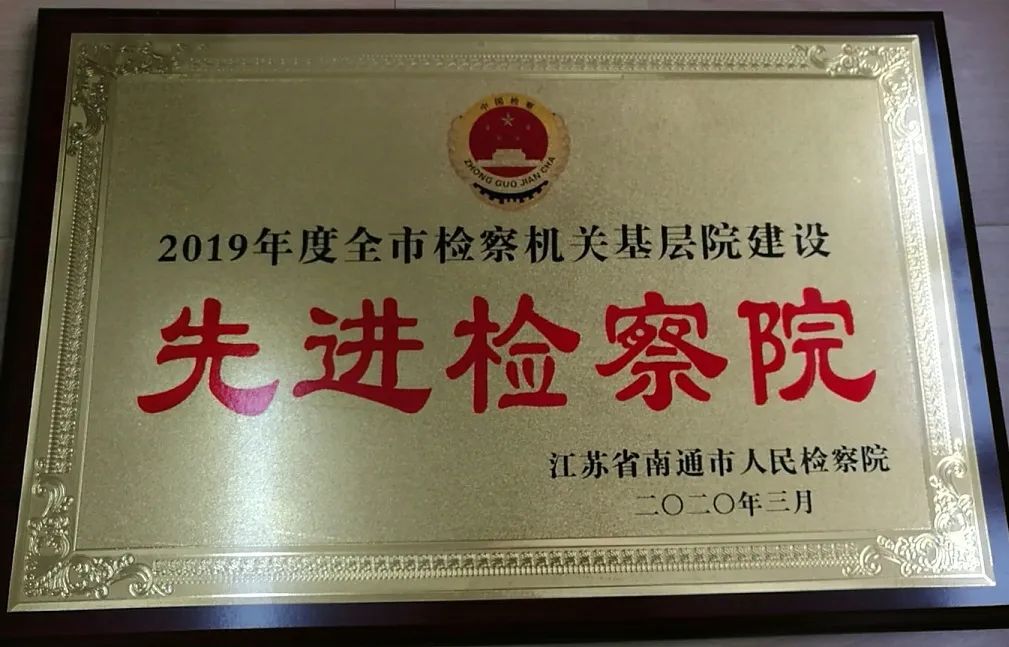 中国检察
ZHONG GUO JIAN CHA
2019年度全市检察机关基层院建设
先进检察院
江苏省南通市人民检察院
二〇二〇年三月